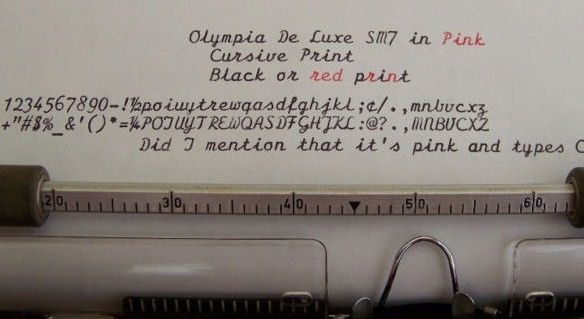 Olympia De Luxe SM7 in Pink
Cursive Print
Black or red print
1234567890-!½poiuytrewqasdfghjkl;¢/.,mnbvcxz
+"#$%_&'()*=¼POIUYTREWQASDFGHJKL:@?.,MNBVCXZ
Did I mention that it's pink and types
20 30 40 50 60